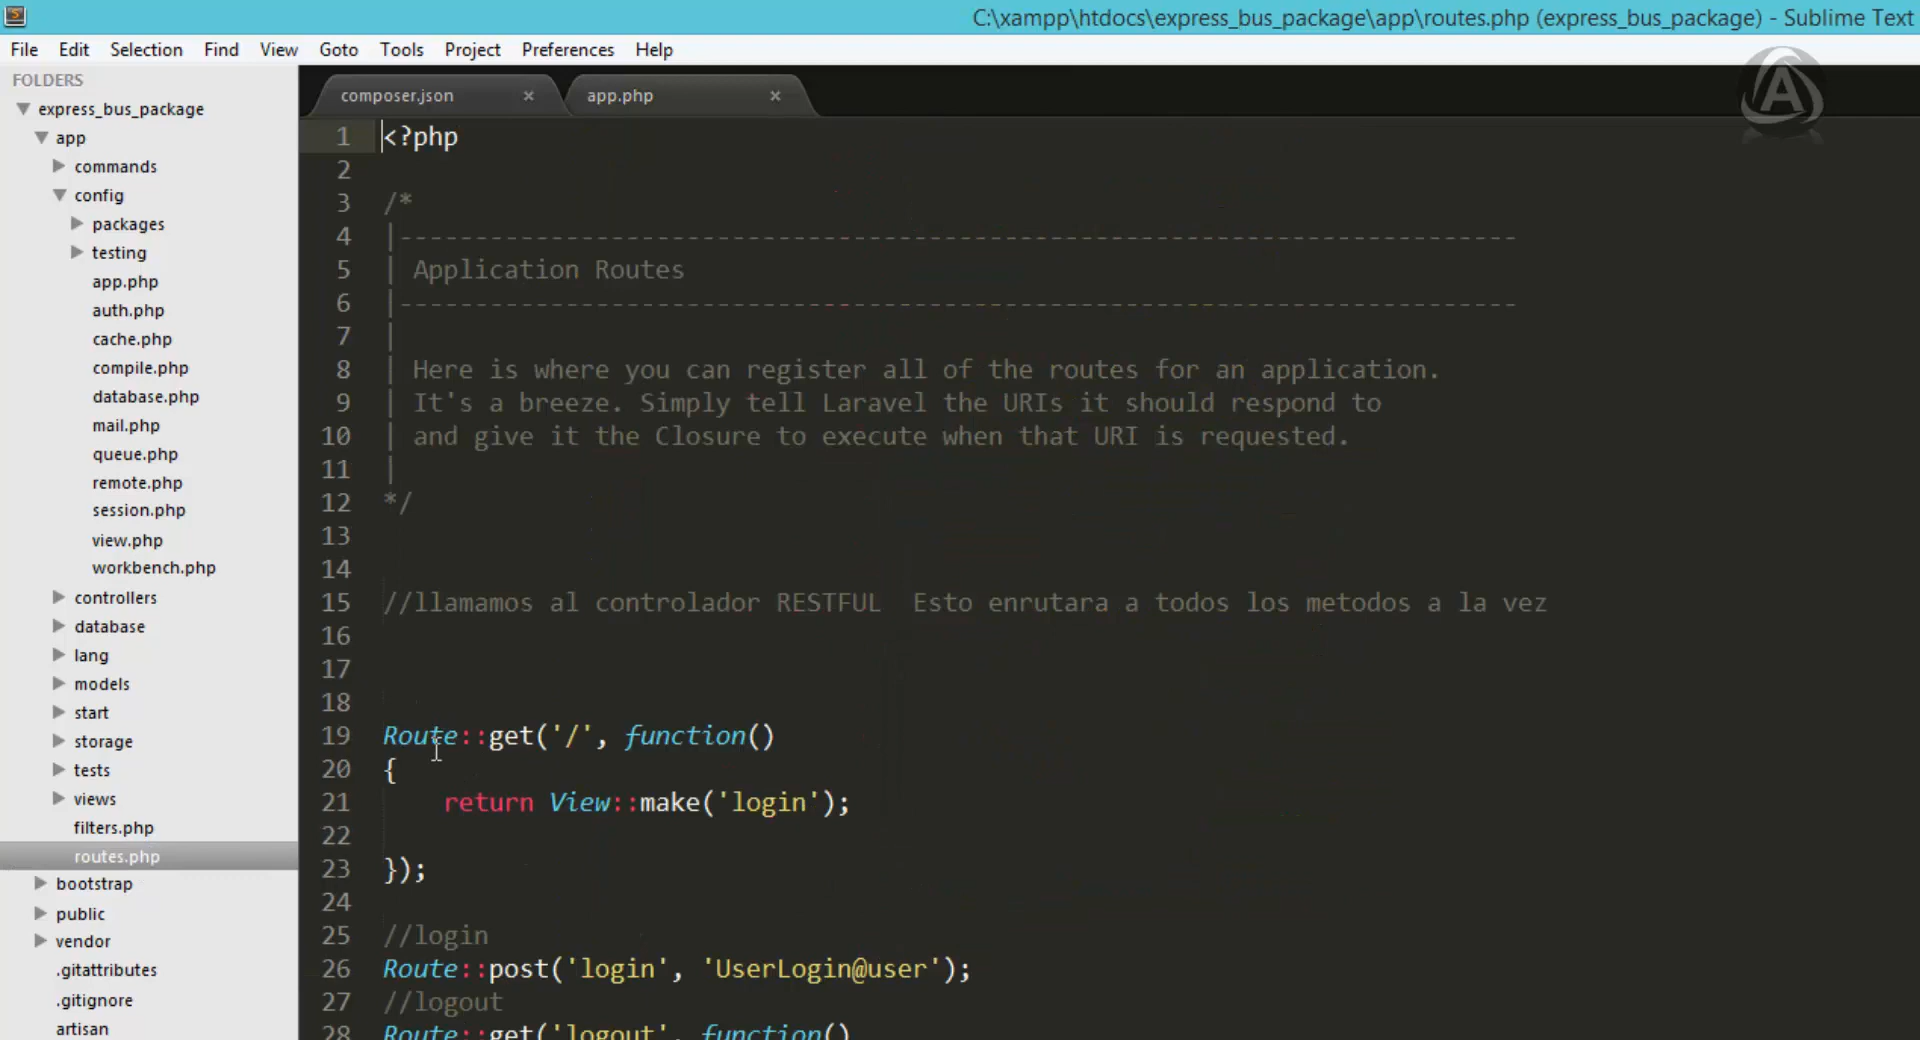 C:\xampp\htdocs\express_bus_package\app\routes.php (express_bus_package) - Sublime Text
File Edit Selection Find View Goto Tools Project Preferences Help
FOLDERS
express_bus_package
app
commands
config
packages
testing
app.php
auth.php
cache.php
compile.php
database.php
mail.php
queue.php
remote.php
session.php
view.php
workbench.php
controllers
database
lang
models
start
storage
tests
views
filters.php
routes.php
bootstrap
public
vendor
.gitattributes
.gitignore
artisan
composer.json × app.php ×
A
1 <?php
2
3 /*
4 |--------------------------------------------------------------------------
5 | Application Routes
6 |--------------------------------------------------------------------------
7 |
8 | Here is where you can register all of the routes for an application.
9 | It's a breeze. Simply tell Laravel the URIs it should respond to
10 | and give it the Closure to execute when that URI is requested.
11 |
12 */
13
14
15 //llamamos al controlador RESTFUL  Esto enrutara a todos los metodos a la vez
16
17
18
19 Route::get('/', function()
20 {
21     return View::make('login');
22
23 });
24
25 //login
26 Route::post('login', 'UserLogin@user');
27 //logout
28 Route::get('logout', function()